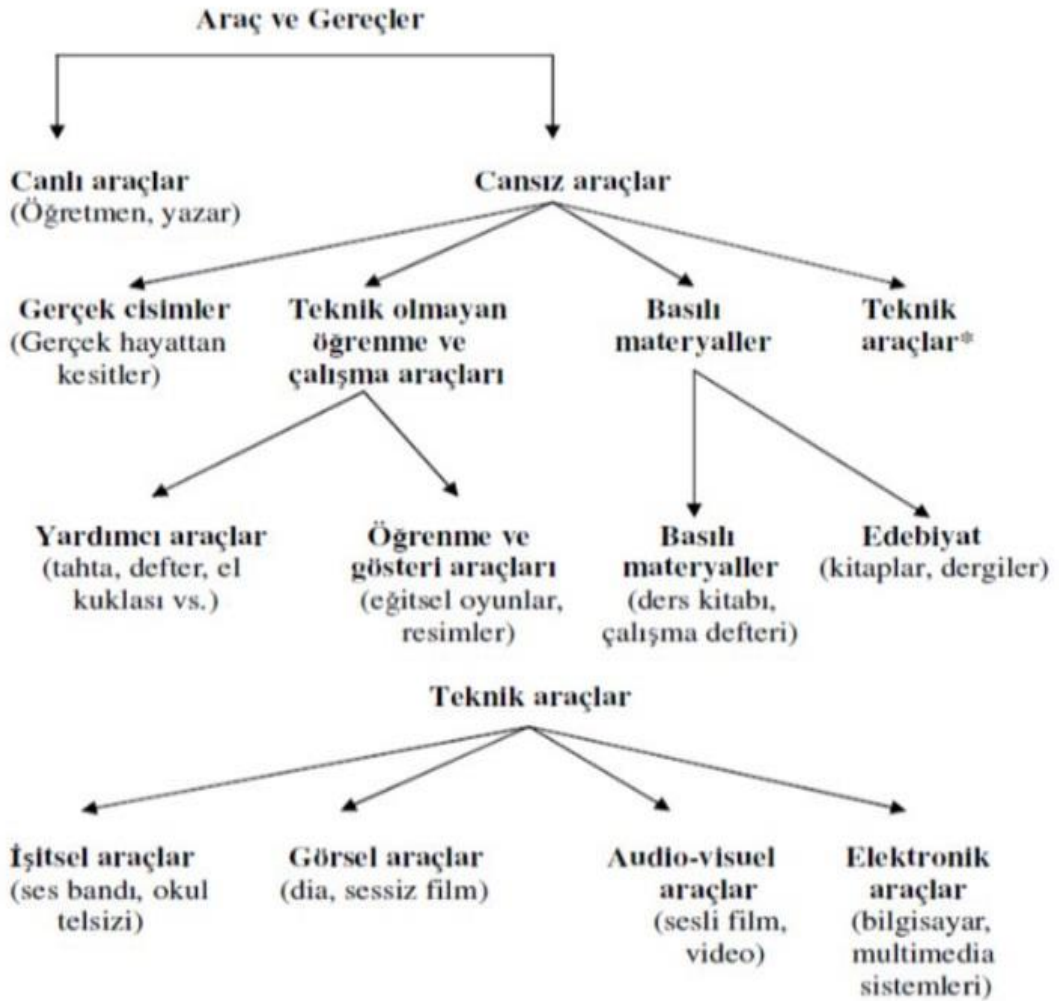 Araç ve Gereçler
Canlı araçlar
(Öğretmen, yazar)
Cansız araçlar
Gerçek cisimler
(Gerçek hayattan
kesitler)
Teknik olmayan
öğrenme ve
çalışma araçları
Basılı
materyaller
Teknik
araçlar*
Yardımcı araçlar
(tahta, defter, el
kuklası vs.)
Öğrenme ve
gösteri araçları
(eğitsel oyunlar,
resimler)
Basılı
materyaller
(ders kitabı,
çalışma defteri)
Edebiyat
(kitaplar, dergiler)
Teknik araçlar
İşitsel araçlar
(ses bandı, okul
telsizi)
Görsel araçlar
(dia, sessiz film)
Audio-visuel
araçlar
(sesli film,
video)
Elektronik
araçlar
(bilgisayar,
multimedia
sistemleri)